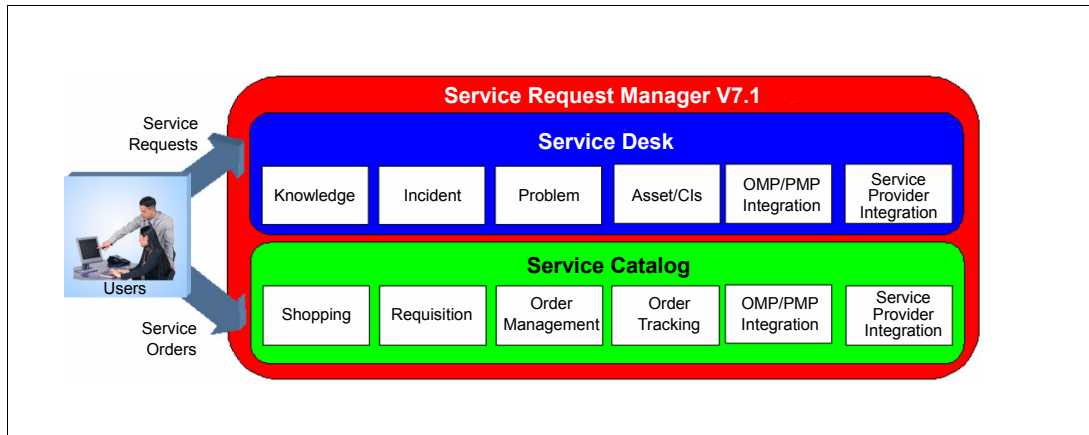 Service Request Manager V7.1
Service
Requests
Service Desk
Knowledge
Incident
Problem
Asset/CIs
OMP/PMP
Integration
Service
Provider
Integration
Users
Service Catalog
Shopping
Requisition
Order
Management
Order
Tracking
OMP/PMP
Integration
Service
Provider
Integration
Service
Orders